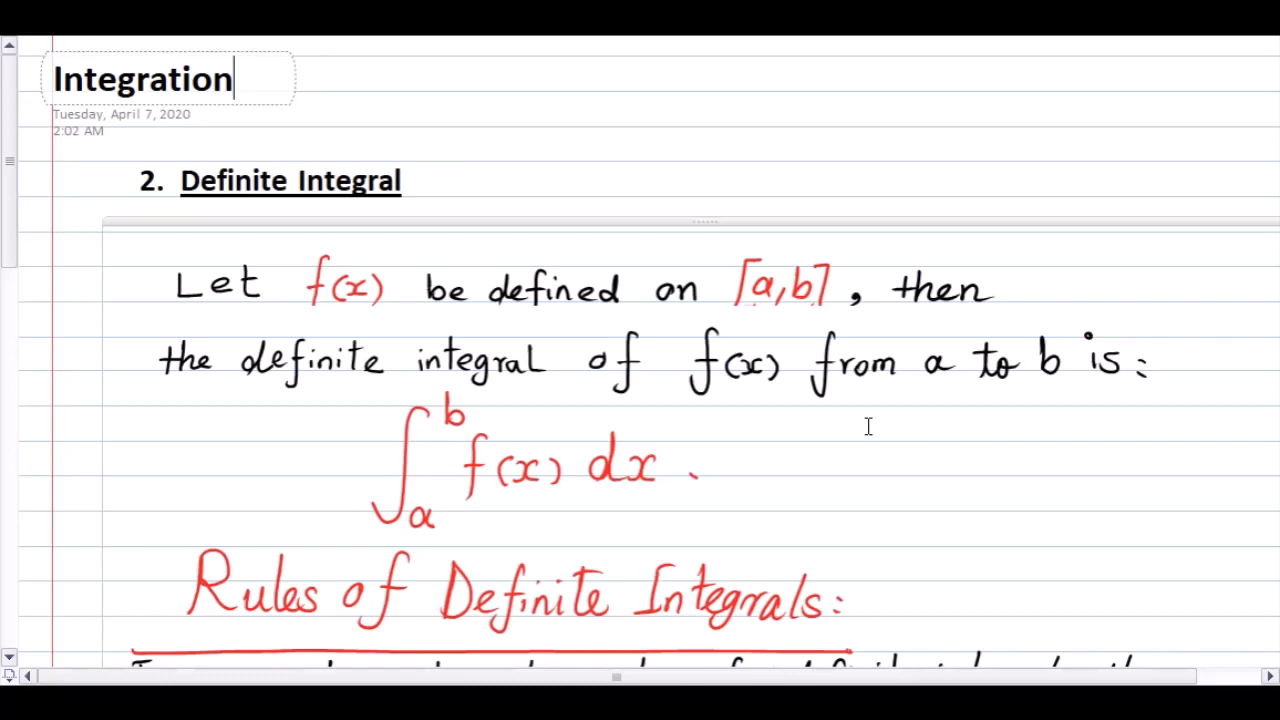 Integration
Tuesday, April 7, 2020
2:02 AM
2. Definite Integral
Let f(x) be defined on [a,b], then
the definite integral of f(x) from a to b is:
∫_a^b f(x) dx .
Rules of Definite Integrals: